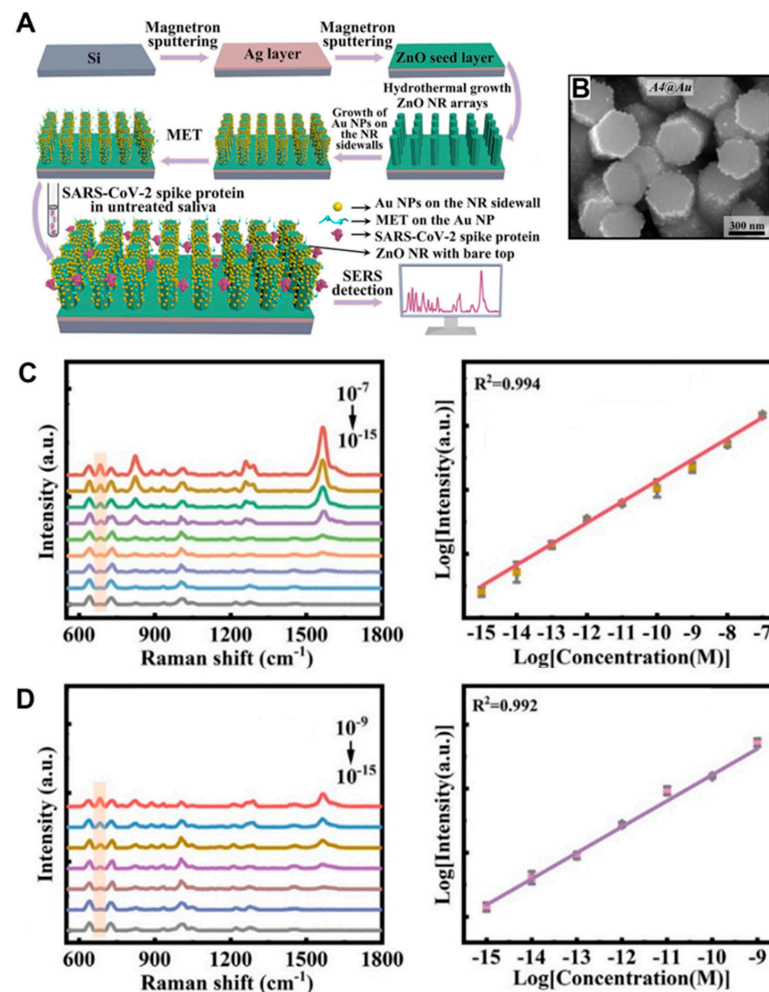 A
Magnetron
sputtering
Magnetron
sputtering
Si
Ag layer
ZnO seed layer
Hydrothermal growth
ZnO NR arrays
MET
Growth of
Au NPs on
the NR
sidewalls
SARS-CoV-2 spike protein
in untreated saliva
Au NPs on the NR sidewall
MET on the Au NP
SARS-CoV-2 spike protein
ZnO NR with bare top
SERS
detection
B
A4@Au
300 nm
C
Intensity (a.u.)
10⁻⁷
10⁻¹⁵
600 900 1200 1500 1800
Raman shift (cm⁻¹)
R²=0.994
Log[Intensity(a.u.)]
-15 -14 -13 -12 -11 -10 -9 -8 -7
Log[Concentration(M)]
D
Intensity (a.u.)
10⁻⁹
10⁻¹⁵
600 900 1200 1500 1800
Raman shift (cm⁻¹)
R²=0.992
Log[Intensity(a.u.)]
-15 -14 -13 -12 -11 -10 -9
Log[Concentration(M)]